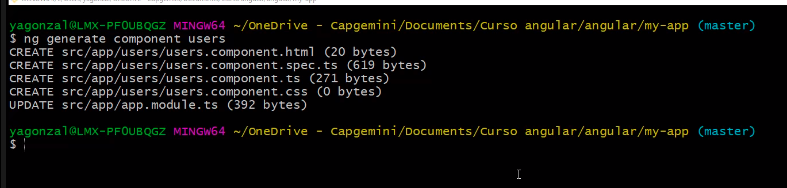 yagonzal@LMX-PF0UBQGZ MINGW64 ~/OneDrive - Capgemini/Documents/Curso angular/angular/my-app (master)
$ ng generate component users
CREATE src/app/users/users.component.html (20 bytes)
CREATE src/app/users/users.component.spec.ts (619 bytes)
CREATE src/app/users/users.component.ts (271 bytes)
CREATE src/app/users/users.component.css (0 bytes)
UPDATE src/app/app.module.ts (392 bytes)
yagonzal@LMX-PF0UBQGZ MINGW64 ~/OneDrive - Capgemini/Documents/Curso angular/angular/my-app (master)
$